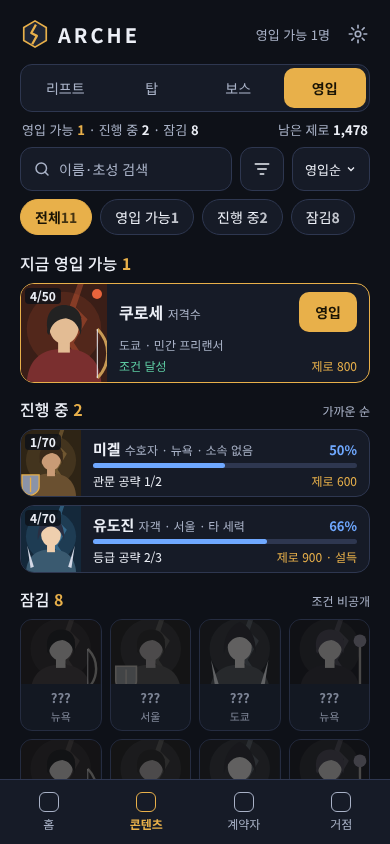 ARCHE
영입 가능 1명
리프트 탑 보스 영입
영입 가능 1 · 진행 중 2 · 잠김 8 남은 제로 1,478
이름·초성 검색 영입순
전체11 영입 가능1 진행 중2 잠김8
지금 영입 가능 1
4/50
쿠로세 저격수
영입
도쿄 · 민간 프리랜서
조건 달성 제로 800
진행 중 2 가까운 순
1/70
미겔 수호자 · 뉴욕 · 소속 없음 50%
관문 공략 1/2 제로 600
4/70
유도진 자객 · 서울 · 타 세력 66%
등급 공략 2/3 제로 900 · 설득
잠김 8 조건 비공개
??? ??? ??? ???
뉴욕 서울 도쿄 뉴욕
홈 콘텐츠 계약자 거점